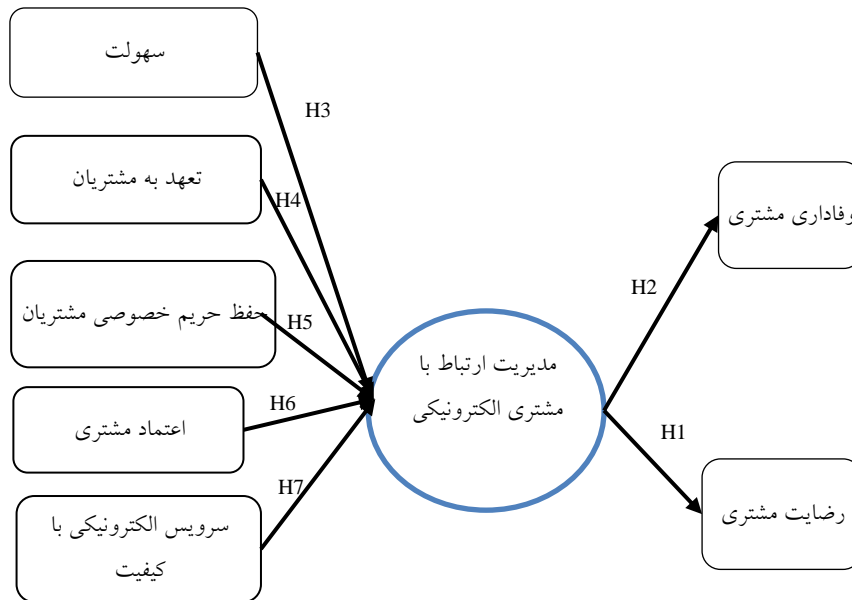 سهولت
H3
تعهد به مشتریان
H4
حفظ حریم خصوصی مشتریان
H5
اعتماد مشتری
H6
سرویس الکترونیکی با
کیفیت
H7
مدیریت ارتباط با
مشتری الکترونیکی
H2
وفاداری مشتری
H1
رضایت مشتری